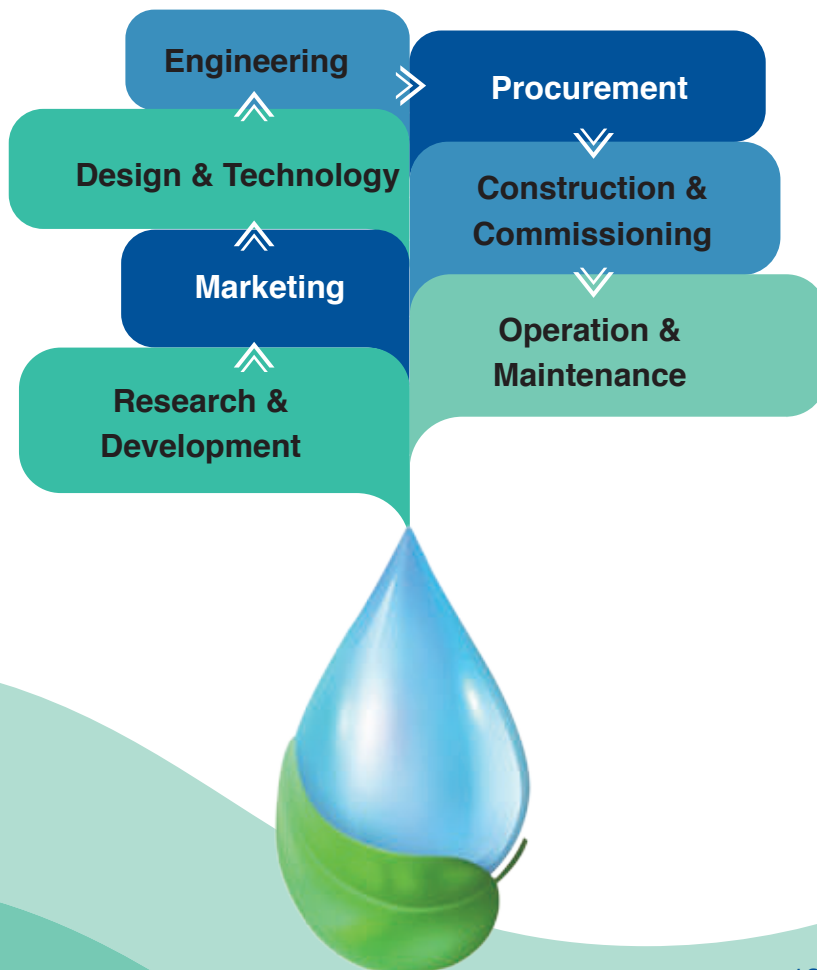 Engineering
Procurement
Design & Technology
Construction &
Commissioning
Marketing
Operation &
Maintenance
Research &
Development